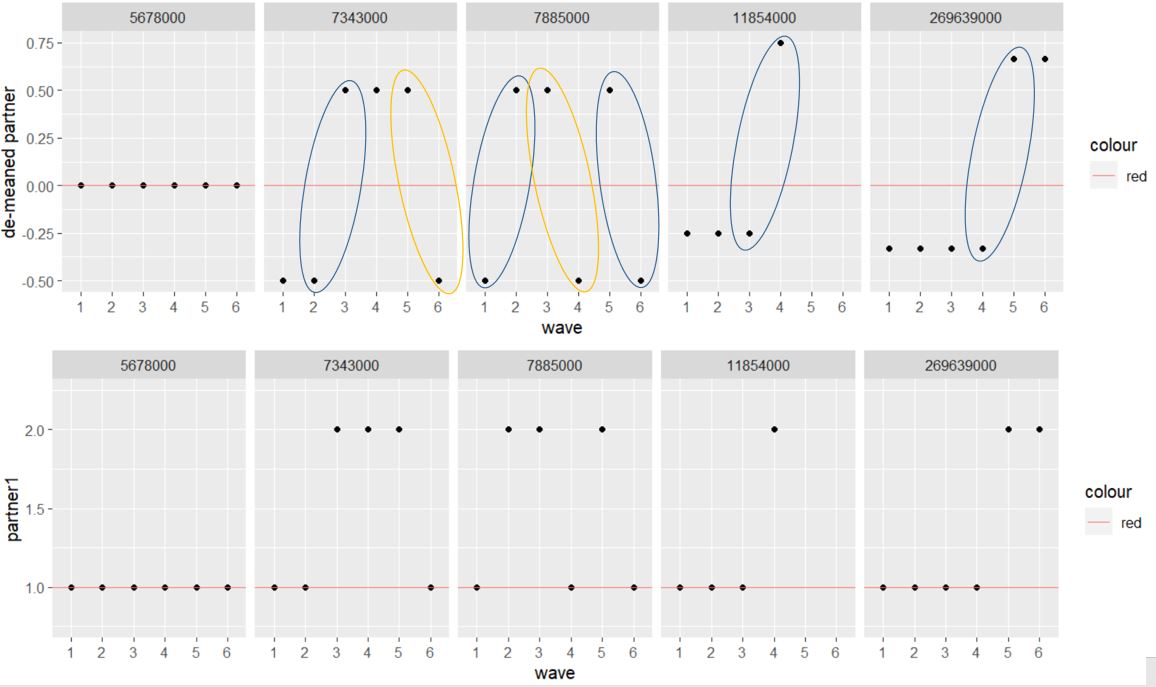 5678000 7343000 7885000 11854000 269639000
0.75
0.50
0.25
0.00
-0.25
-0.50
de-meaned partner
1 2 3 4 5 6 1 2 3 4 5 6 1 2 3 4 5 6 1 2 3 4 5 6 1 2 3 4 5 6
wave
colour
red
5678000 7343000 7885000 11854000 269639000
2.0
1.5
1.0
partner1
1 2 3 4 5 6 1 2 3 4 5 6 1 2 3 4 5 6 1 2 3 4 5 6 1 2 3 4 5 6
wave
colour
red